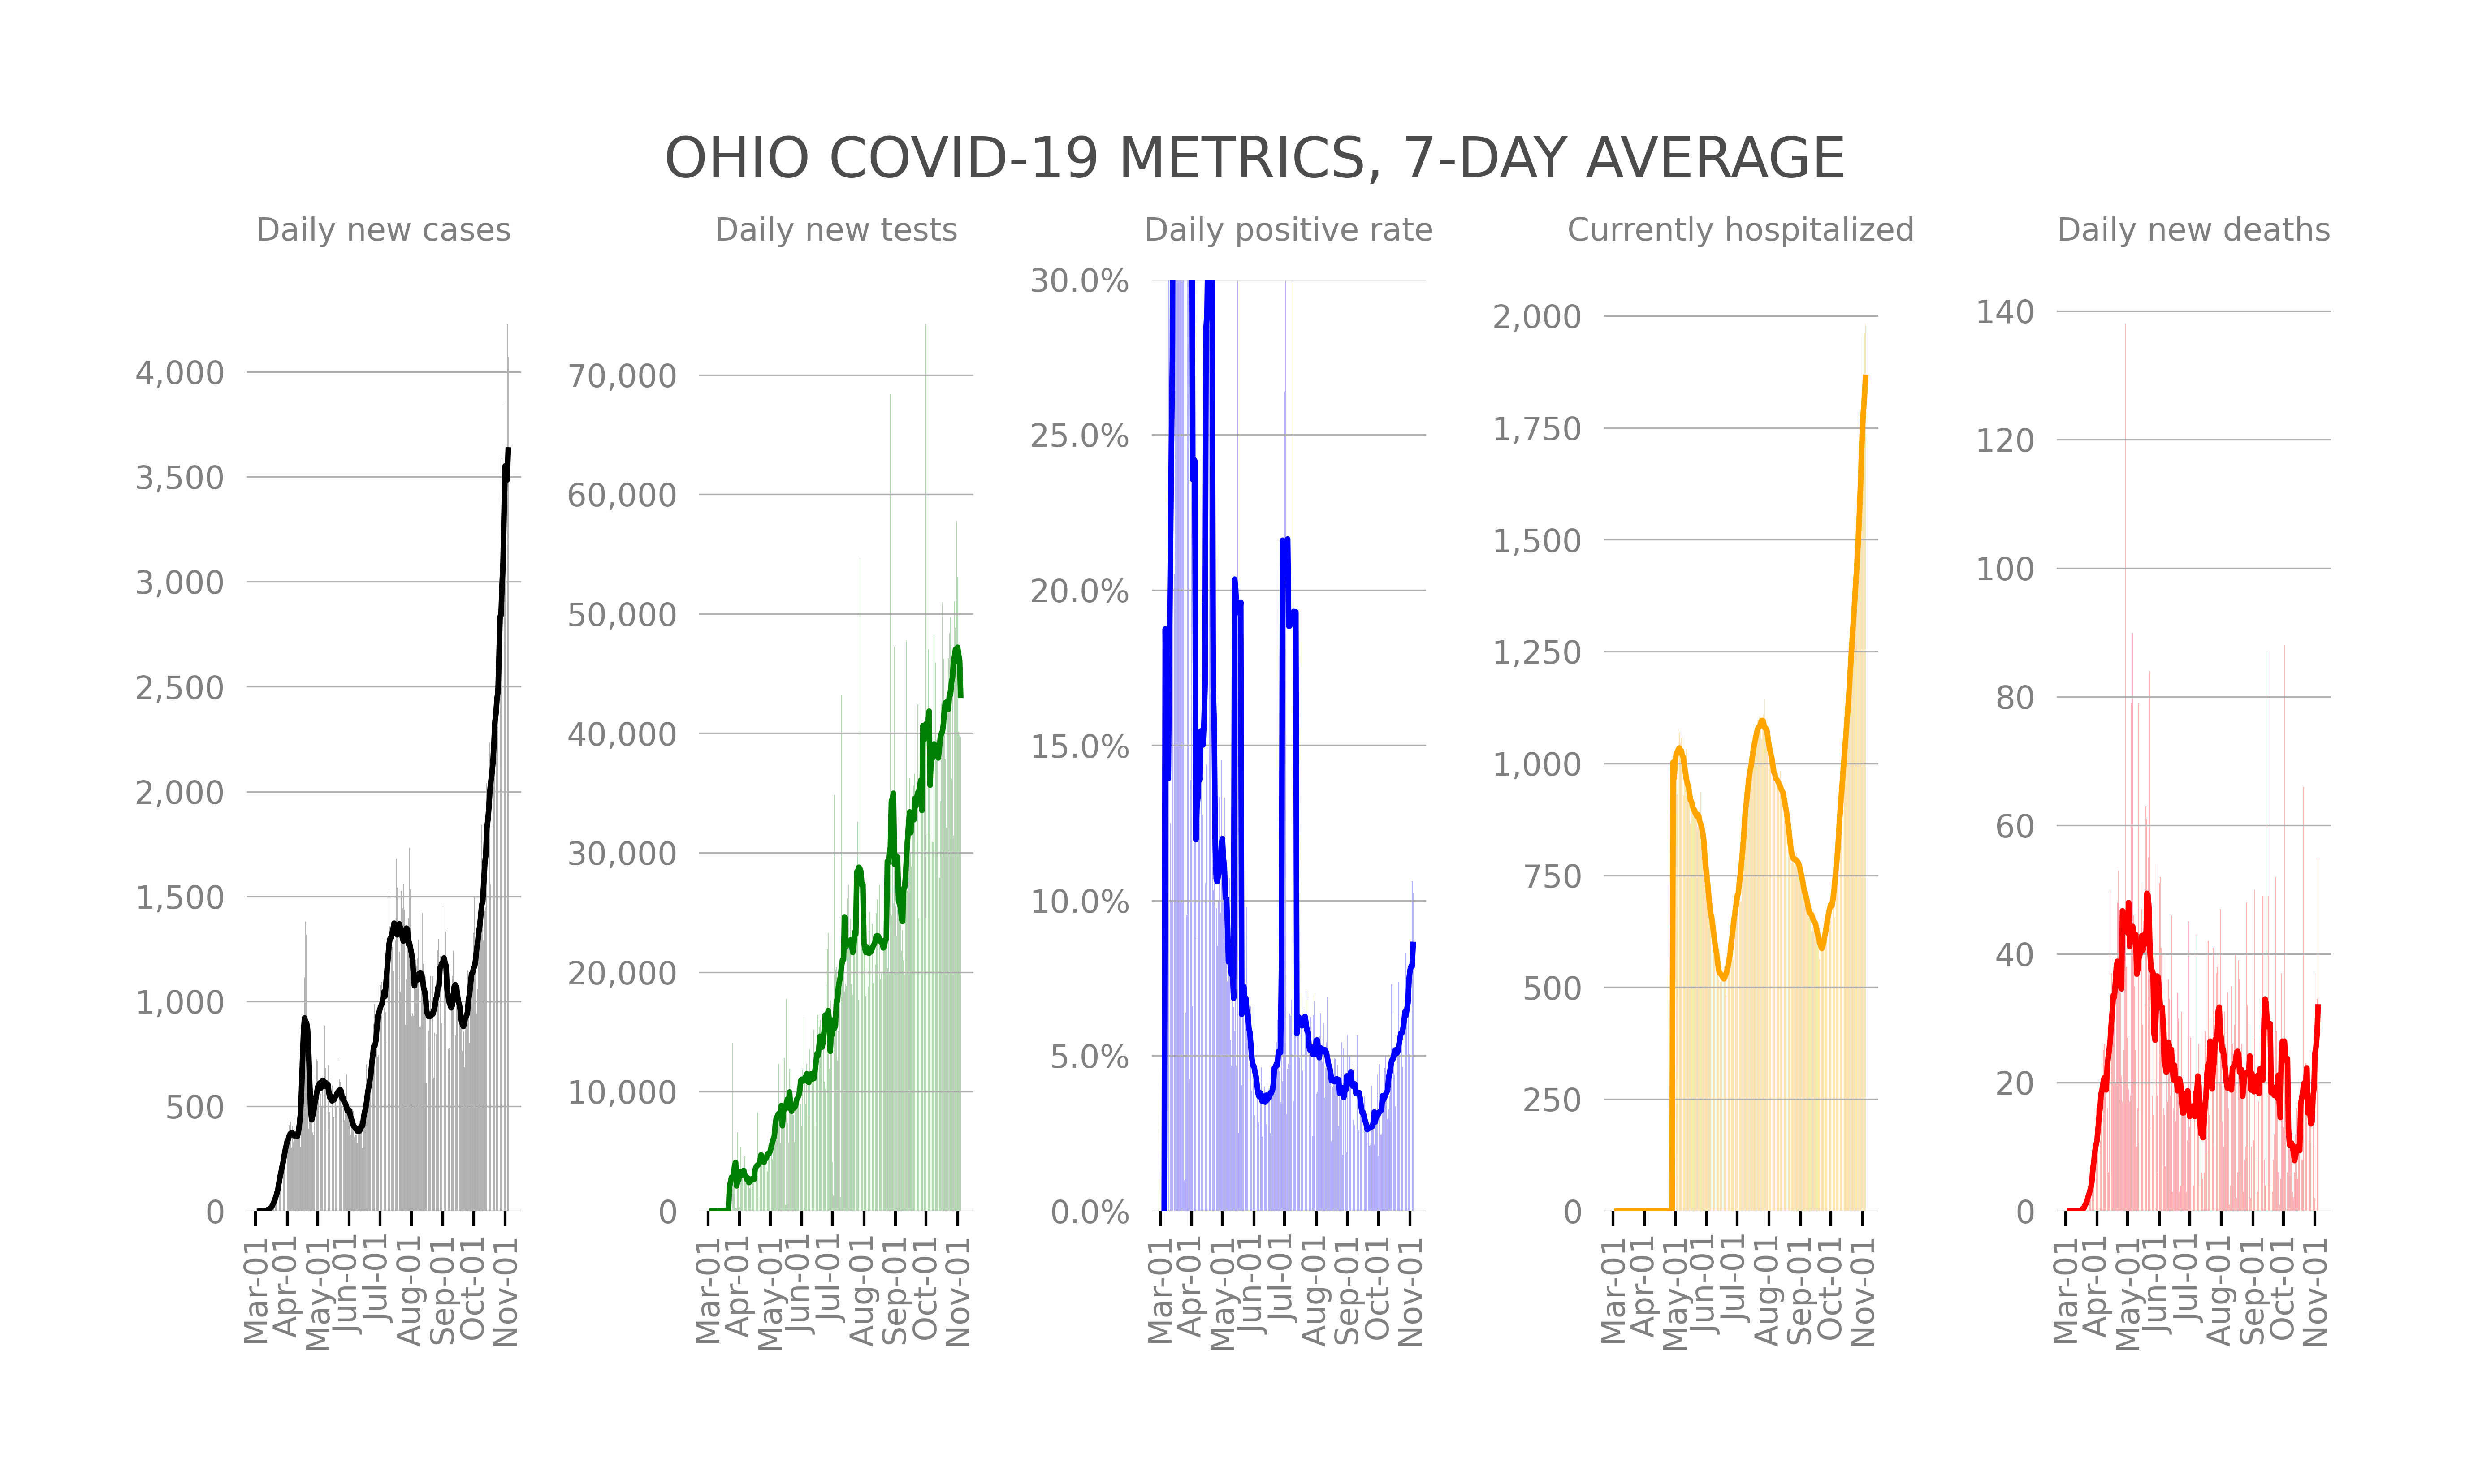 OHIO COVID-19 METRICS, 7-DAY AVERAGE
Daily new cases
4,000
3,500
3,000
2,500
2,000
1,500
1,000
500
0
Mar-01
Apr-01
May-01
Jun-01
Jul-01
Aug-01
Sep-01
Oct-01
Nov-01
Daily new tests
70,000
60,000
50,000
40,000
30,000
20,000
10,000
0
Mar-01
Apr-01
May-01
Jun-01
Jul-01
Aug-01
Sep-01
Oct-01
Nov-01
Daily positive rate
30.0%
25.0%
20.0%
15.0%
10.0%
5.0%
0.0%
Mar-01
Apr-01
May-01
Jun-01
Jul-01
Aug-01
Sep-01
Oct-01
Nov-01
Currently hospitalized
2,000
1,750
1,500
1,250
1,000
750
500
250
0
Mar-01
Apr-01
May-01
Jun-01
Jul-01
Aug-01
Sep-01
Oct-01
Nov-01
Daily new deaths
140
120
100
80
60
40
20
0
Mar-01
Apr-01
May-01
Jun-01
Jul-01
Aug-01
Sep-01
Oct-01
Nov-01